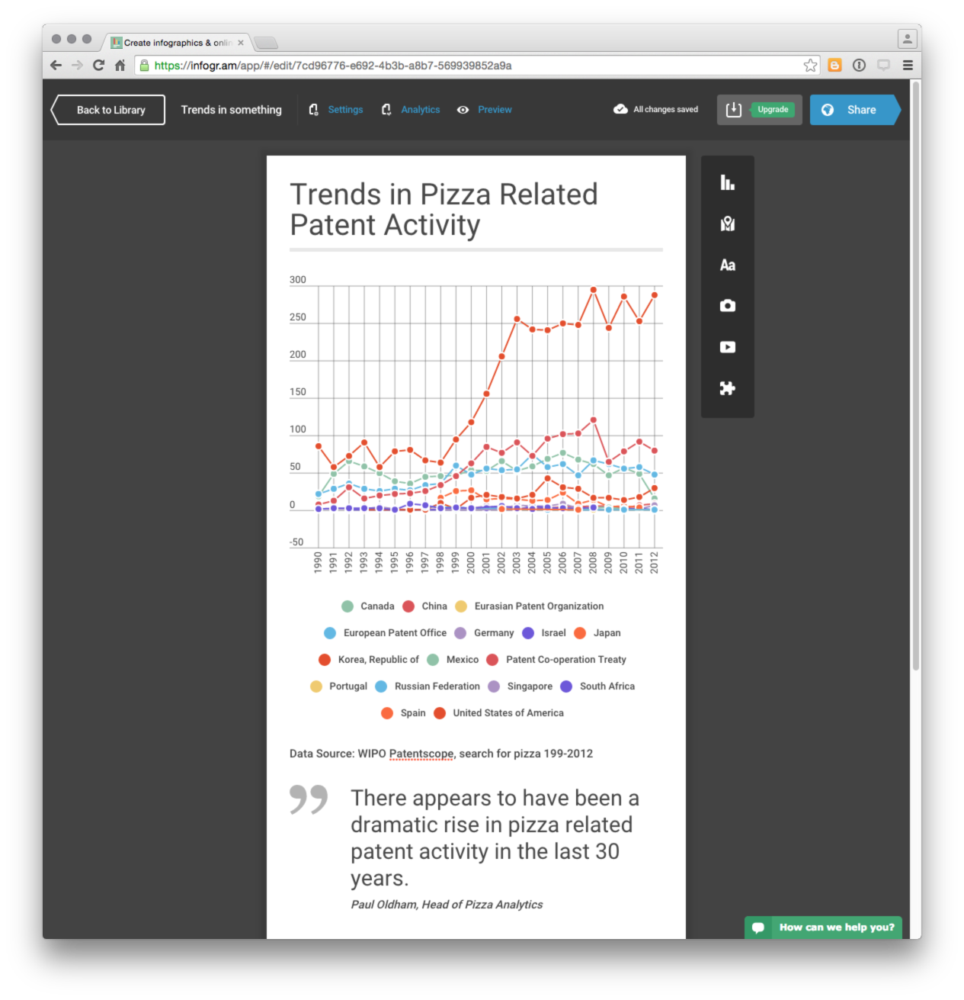 Create infographics & onlin
https://infogr.am/app/#/edit/7cd96776-e692-4b3b-a8b7-569939852a9a
Back to Library Trends in something Settings Analytics Preview All changes saved Upgrade Share
Trends in Pizza Related
Patent Activity
Aa
300
250
200
150
100
50
0
-50
1990 1991 1992 1993 1994 1995 1996 1997 1998 1999 2000 2001 2002 2003 2004 2005 2006 2007 2008 2009 2010 2011 2012
Canada China Eurasian Patent Organization
European Patent Office Germany Israel Japan
Korea, Republic of Mexico Patent Co-operation Treaty
Portugal Russian Federation Singapore South Africa
Spain United States of America
Data Source: WIPO Patentscope, search for pizza 199-2012
There appears to have been a
dramatic rise in pizza related
patent activity in the last 30
years.
Paul Oldham, Head of Pizza Analytics
How can we help you?